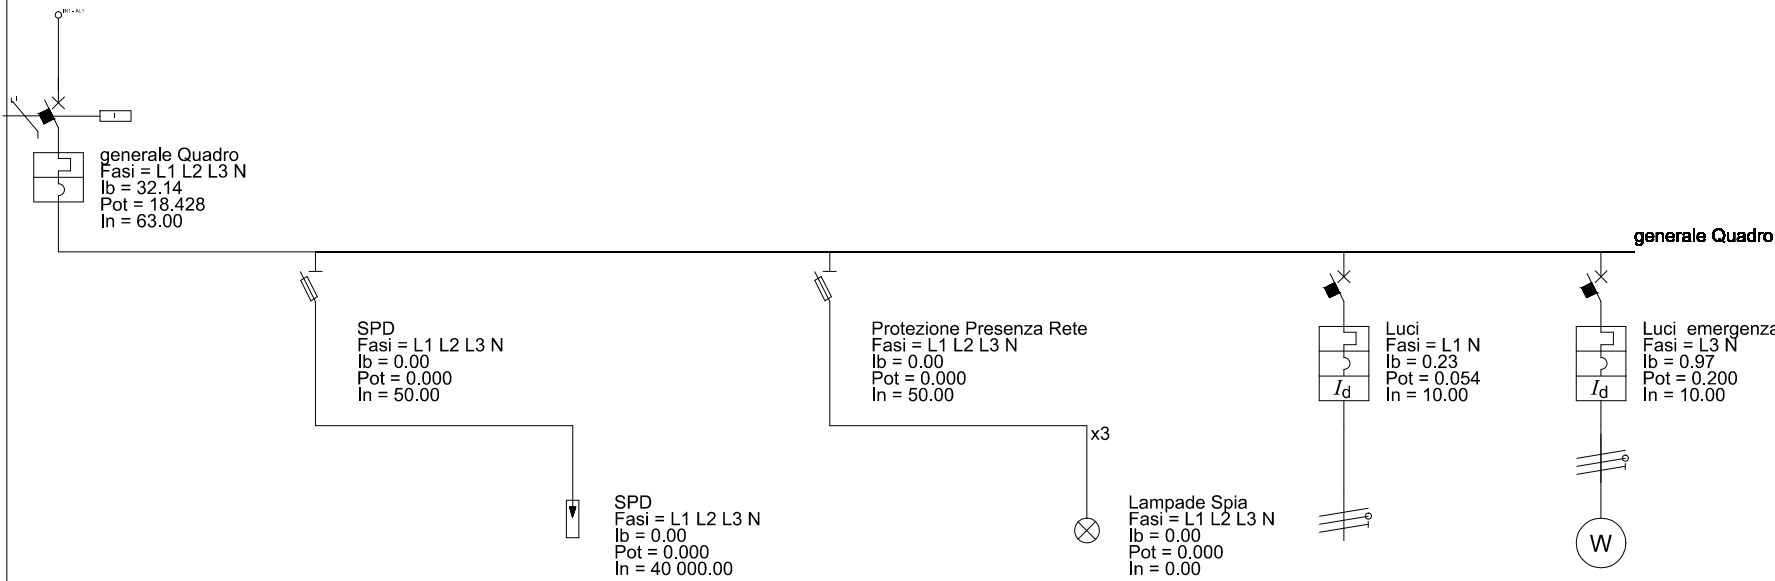 INT - ALT
generale Quadro
Fasi = L1 L2 L3 N
Ib = 32.14
Pot = 18.428
In = 63.00
generale Quadro
SPD
Fasi = L1 L2 L3 N
Ib = 0.00
Pot = 0.000
In = 50.00
Protezione Presenza Rete
Fasi = L1 L2 L3 N
Ib = 0.00
Pot = 0.000
In = 50.00
Luci
Fasi = L1 N
Ib = 0.23
Pot = 0.054
In = 10.00
Id
Luci emergenza
Fasi = L3 N
Ib = 0.97
Pot = 0.200
In = 10.00
Id
x3
SPD
Fasi = L1 L2 L3 N
Ib = 0.00
Pot = 0.000
In = 40 000.00
Lampade Spia
Fasi = L1 L2 L3 N
Ib = 0.00
Pot = 0.000
In = 0.00
W